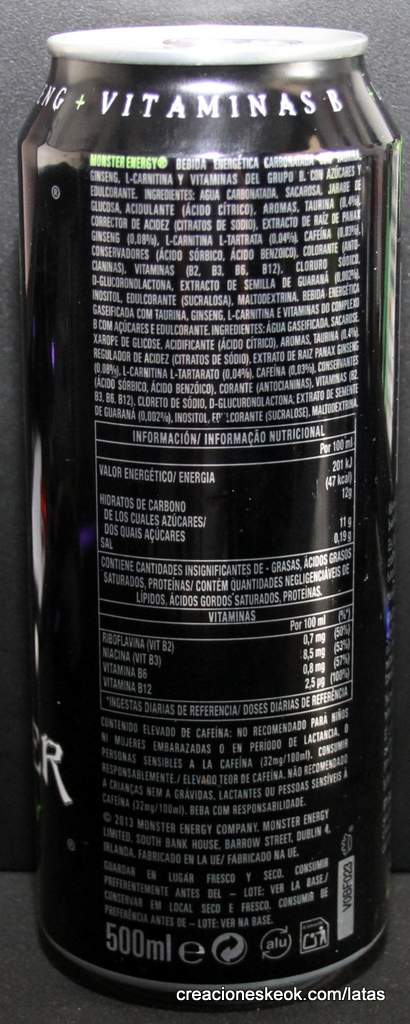 NG + VITAMINAS B
MONSTER ENERGY® BEBIDA ENERGÉTICA CARBONATADA CON TAURINA,
GINSENG, L-CARNITINA Y VITAMINAS DEL GRUPO B. CON AZÚCARES Y
EDULCORANTE. INGREDIENTES: AGUA CARBONATADA, SACAROSA, JARABE DE
GLUCOSA, ACIDULANTE (ÁCIDO CÍTRICO), AROMAS, TAURINA (0,4%),
CORRECTOR DE ACIDEZ (CITRATOS DE SODIO), EXTRACTO DE RAÍZ DE PANAX
GINSENG (0,08%), L-CARNITINA L-TARTRATA (0,04%), CAFEÍNA (0,03%),
CONSERVADORES (ÁCIDO SÓRBICO, ÁCIDO BENZOICO), COLORANTE (ANTO-
CIANINAS), VITAMINAS (B2, B3, B6, B12), CLORURO SÓDICO,
D-GLUCURONOLACTONA, EXTRACTO DE SEMILLA DE GUARANÁ (0,002%),
INOSITOL, EDULCORANTE (SUCRALOSA), MALTODEXTRINA. BEBIDA ENERGÉTICA
GASEIFICADA COM TAURINA, GINSENG, L-CARNITINA E VITAMINAS DO COMPLEXO
B COM AÇÚCARES E EDULCORANTE. INGREDIENTES: ÁGUA GASEIFICADA, SACAROSE,
XAROPE DE GLICOSE, ACIDIFICANTE (ÁCIDO CÍTRICO), AROMAS, TAURINA (0,4%),
REGULADOR DE ACIDEZ (CITRATOS DE SÓDIO), EXTRATO DE RAIZ PANAX GINSENG
(0,08%), L-CARNITINA L-TARTARATO (0,04%), CAFEÍNA (0,03%), CONSERVANTES
(ÁCIDO SÓRBICO, ÁCIDO BENZÓICO), CORANTE (ANTOCIANINAS), VITAMINAS (B2,
B3, B6, B12), CLORETO DE SÓDIO, D-GLUCURONOLACTONA, EXTRATO DE SEMENTE
DE GUARANÁ (0,002%), INOSITOL, EDULCORANTE (SUCRALOSE), MALTODEXTRINA.
INFORMACIÓN/ INFORMAÇÃO NUTRICIONAL
Por 100 ml
VALOR ENERGÉTICO/ ENERGIA 201 kJ
(47 kcal)
HIDRATOS DE CARBONO 12g
DE LOS CUALES AZÚCARES/
DOS QUAIS AÇÚCARES 11 g
SAL 0,19 g
CONTIENE CANTIDADES INSIGNIFICANTES DE - GRASAS, ÁCIDOS GRASOS
SATURADOS, PROTEÍNAS/ CONTÉM QUANTIDADES NEGLIGENCIÁVEIS DE
LÍPIDOS, ÁCIDOS GORDOS SATURADOS, PROTEÍNAS.
VITAMINAS
Por 100 ml (%*)
RIBOFLAVINA (VIT B2) 0,7 mg (50%)
NIACINA (VIT B3) 8,5 mg (53%)
VITAMINA B6 0,8 mg (57%)
VITAMINA B12 2,5 µg (100%)
*INGESTAS DIARIAS DE REFERENCIA/ DOSES DIÁRIAS DE REFERÊNCIA
CONTENIDO ELEVADO DE CAFEÍNA: NO RECOMENDADO PARA NIÑOS
NI MUJERES EMBARAZADAS O EN PERÍODO DE LACTANCIA, O
PERSONAS SENSIBLES A LA CAFEÍNA (32mg/100ml). CONSUMIR
RESPONSABLEMENTE./ ELEVADO TEOR DE CAFEÍNA. NÃO RECOMENDADO
A CRIANÇAS NEM A GRÁVIDAS, LACTANTES OU PESSOAS SENSÍVEIS À
CAFEÍNA (32mg/100ml). BEBA COM RESPONSABILIDADE.
© 2013 MONSTER ENERGY COMPANY. MONSTER ENERGY
LIMITED, SOUTH BANK HOUSE, BARROW STREET, DUBLIN 4,
IRLANDA. FABRICADO EN LA UE/ FABRICADO NA UE.
GUARDAR EN LUGAR FRESCO Y SECO. CONSUMIR
PREFERENTEMENTE ANTES DEL – LOTE: VER LA BASE/
CONSERVAR EM LOCAL SECO E FRESCO. CONSUMIR DE
PREFERÊNCIA ANTES DE – LOTE: VER NA BASE.
500ml e alu
V08F023
ER
creacioneskeok.com/latas